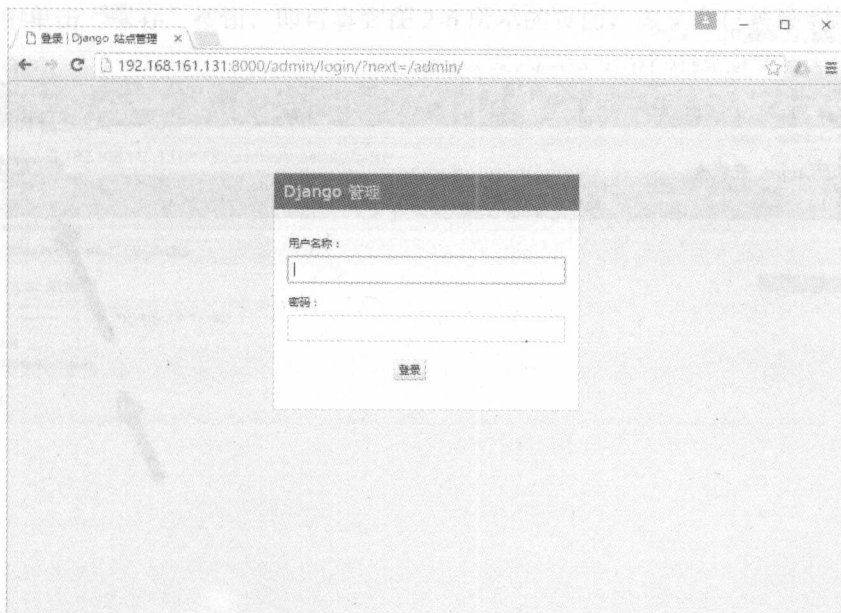 登录 | Django 站点管理
192.168.161.131:8000/admin/login/?next=/admin/
Django 管理
用户名称：
密码：
登录